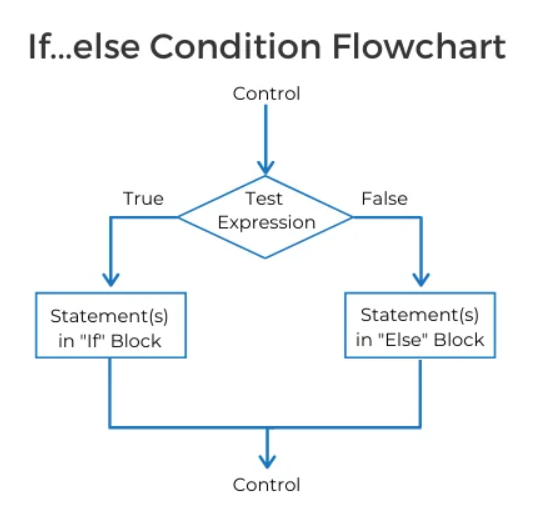 If...else Condition Flowchart
Control
True
Test
Expression
False
Statement(s)
in "If" Block
Statement(s)
in "Else" Block
Control